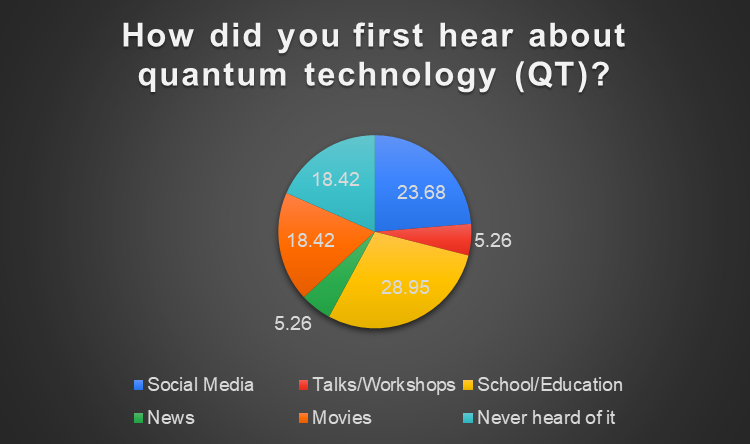 How did you first hear about
quantum technology (QT)?
18.42
23.68
18.42
5.26
28.95
5.26
Social Media
Talks/Workshops
School/Education
News
Movies
Never heard of it